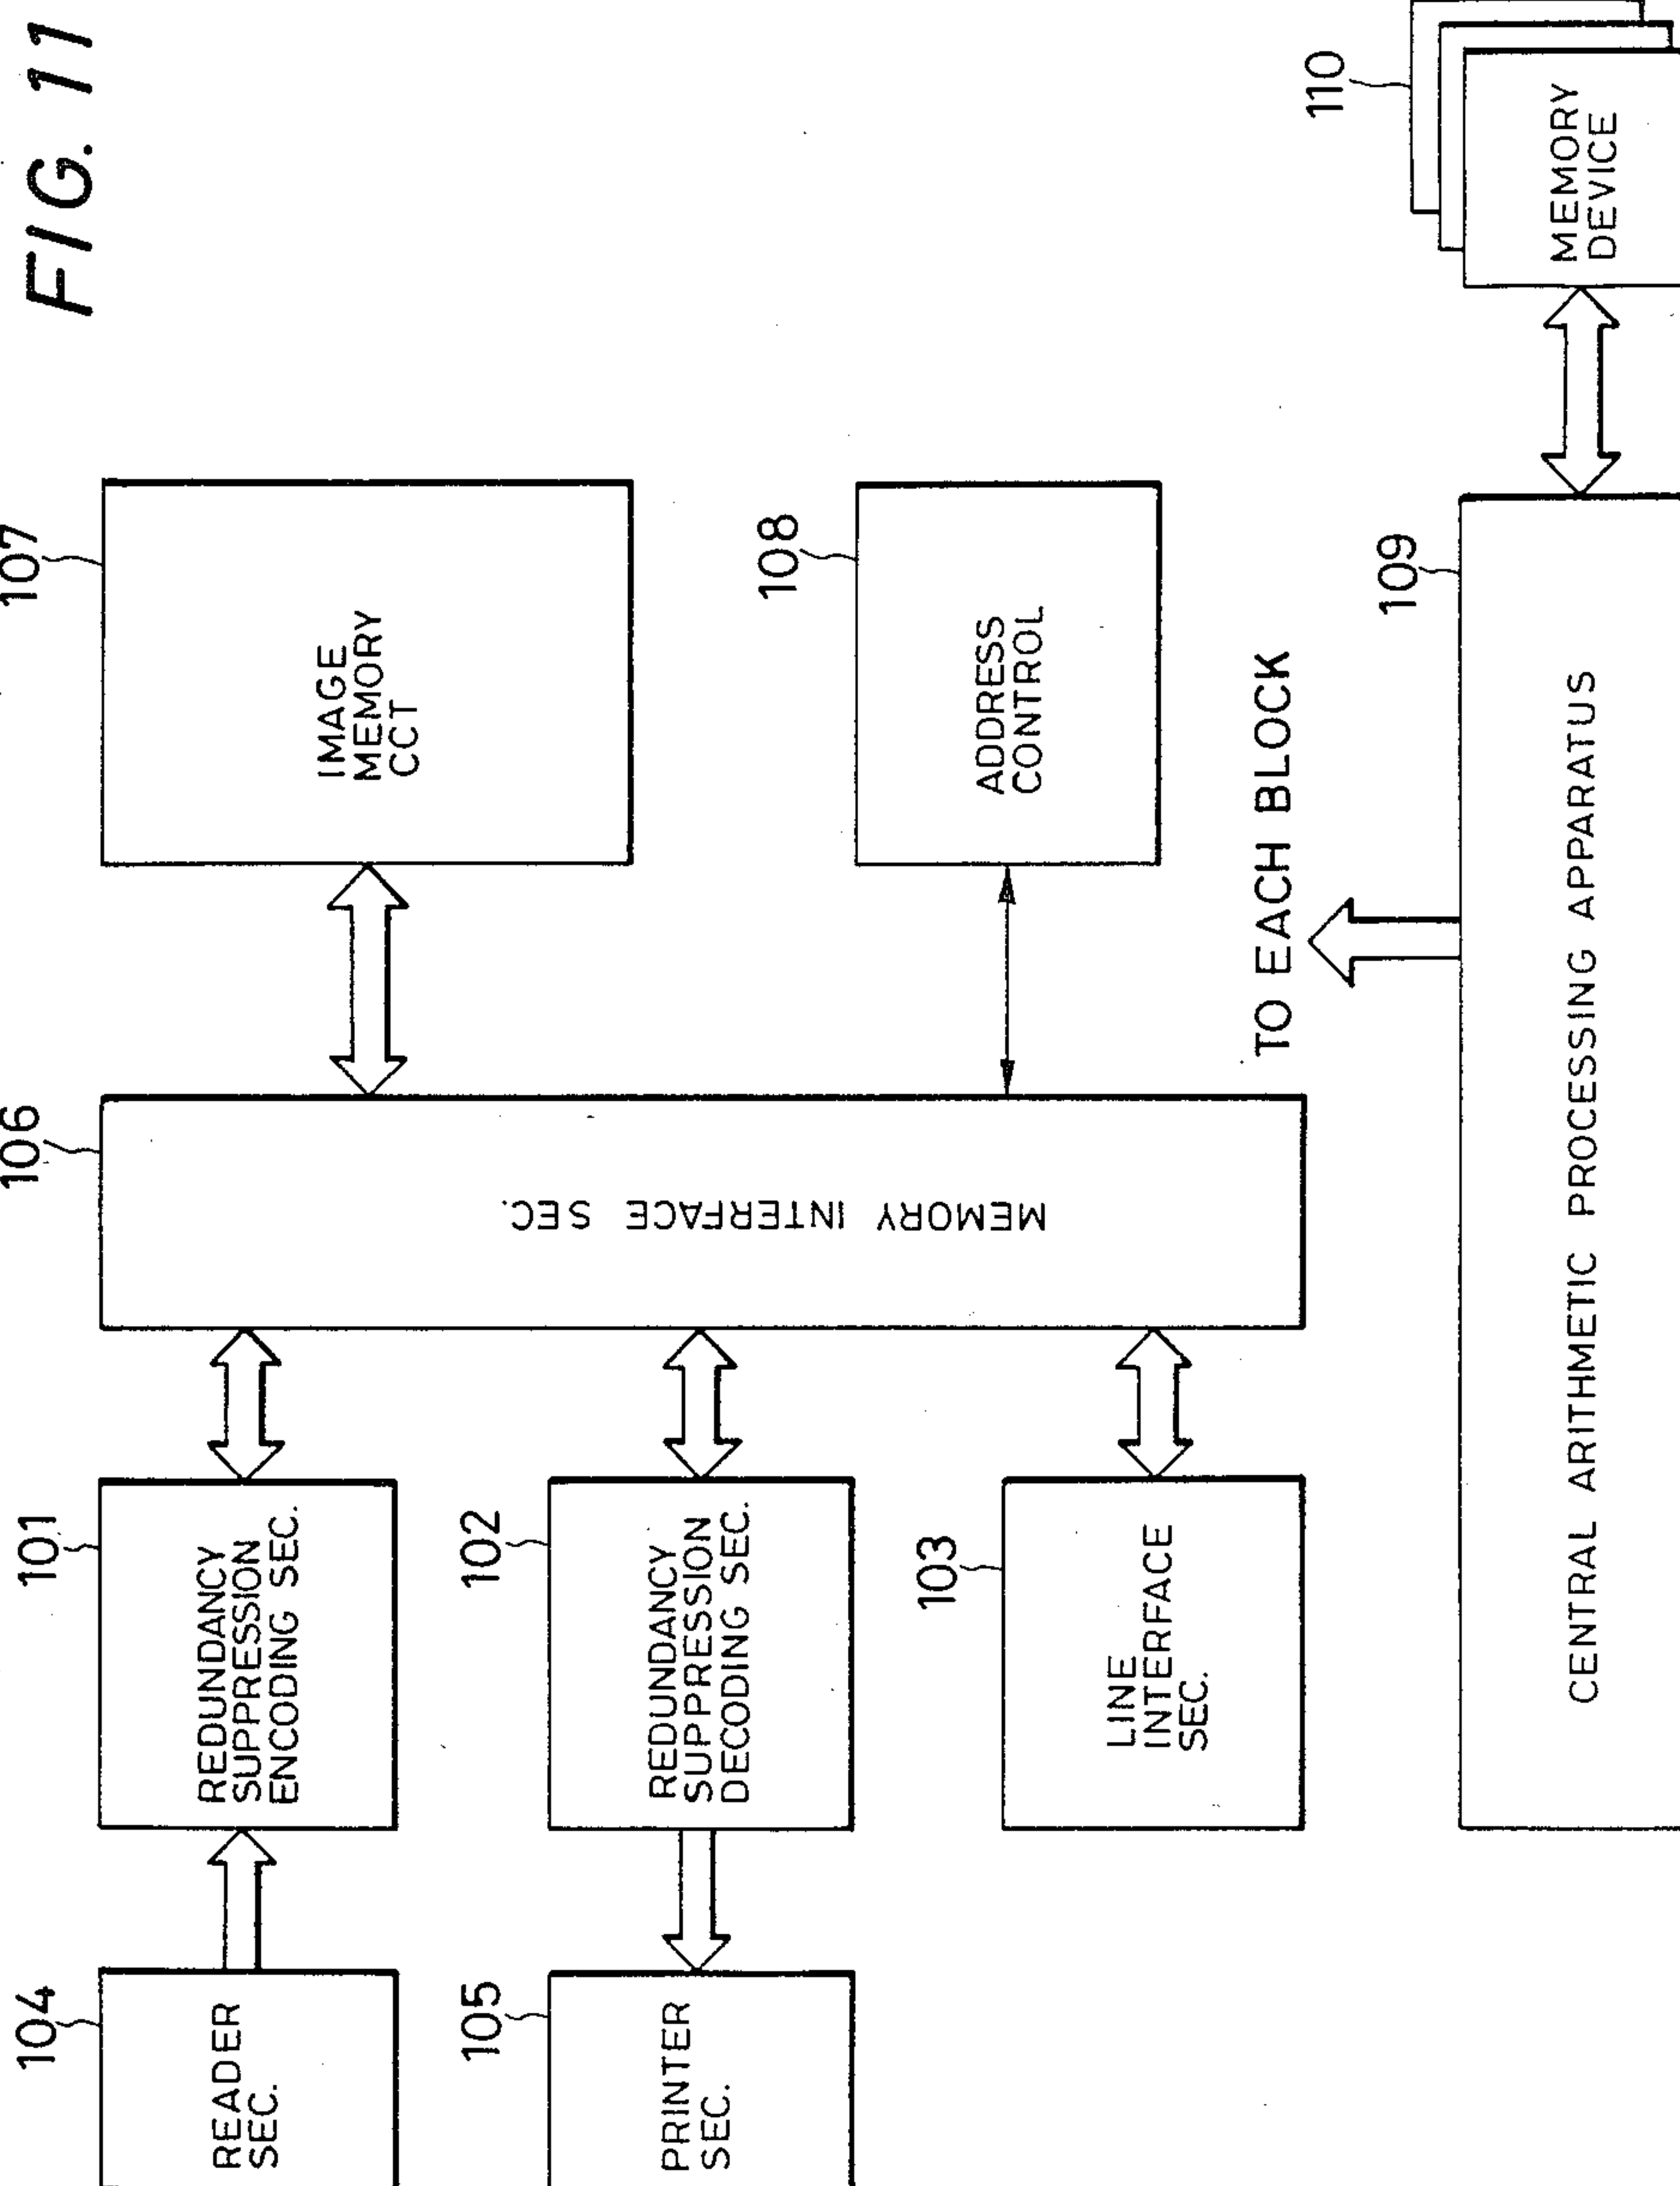 FIG. 11
104
READER
SEC.
101
REDUNDANCY
SUPPRESSION
ENCODING SEC.
106
MEMORY INTERFACE SEC.
107
IMAGE
MEMORY
CCT
105
PRINTER
SEC.
102
REDUNDANCY
SUPPRESSION
DECODING SEC.
108
ADDRESS
CONTROL
103
LINE
INTERFACE
SEC.
TO EACH BLOCK
109
CENTRAL ARITHMETIC PROCESSING APPARATUS
110
MEMORY
DEVICE